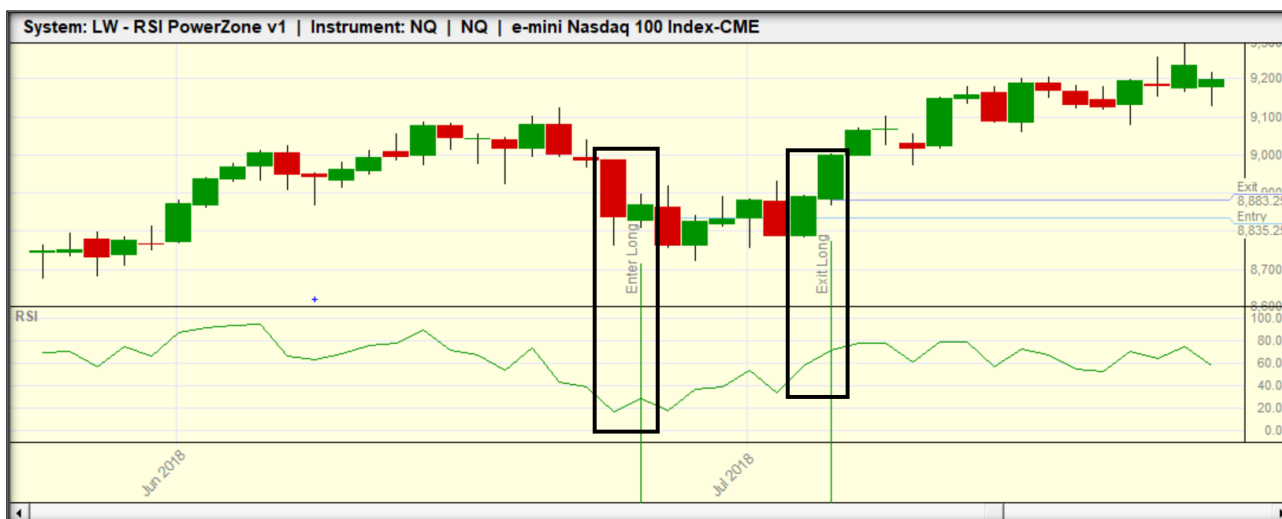 System: LW - RSI PowerZone v1 | Instrument: NQ | NQ | e-mini Nasdaq 100 Index-CME
9,200
9,100
9,000
Exit
8,883.25
Entry
8,835.25
8,700
Enter Long
Exit Long
RSI
100.0
80.0
60.0
40.0
20.0
0.0
Jun 2018
Jul 2018